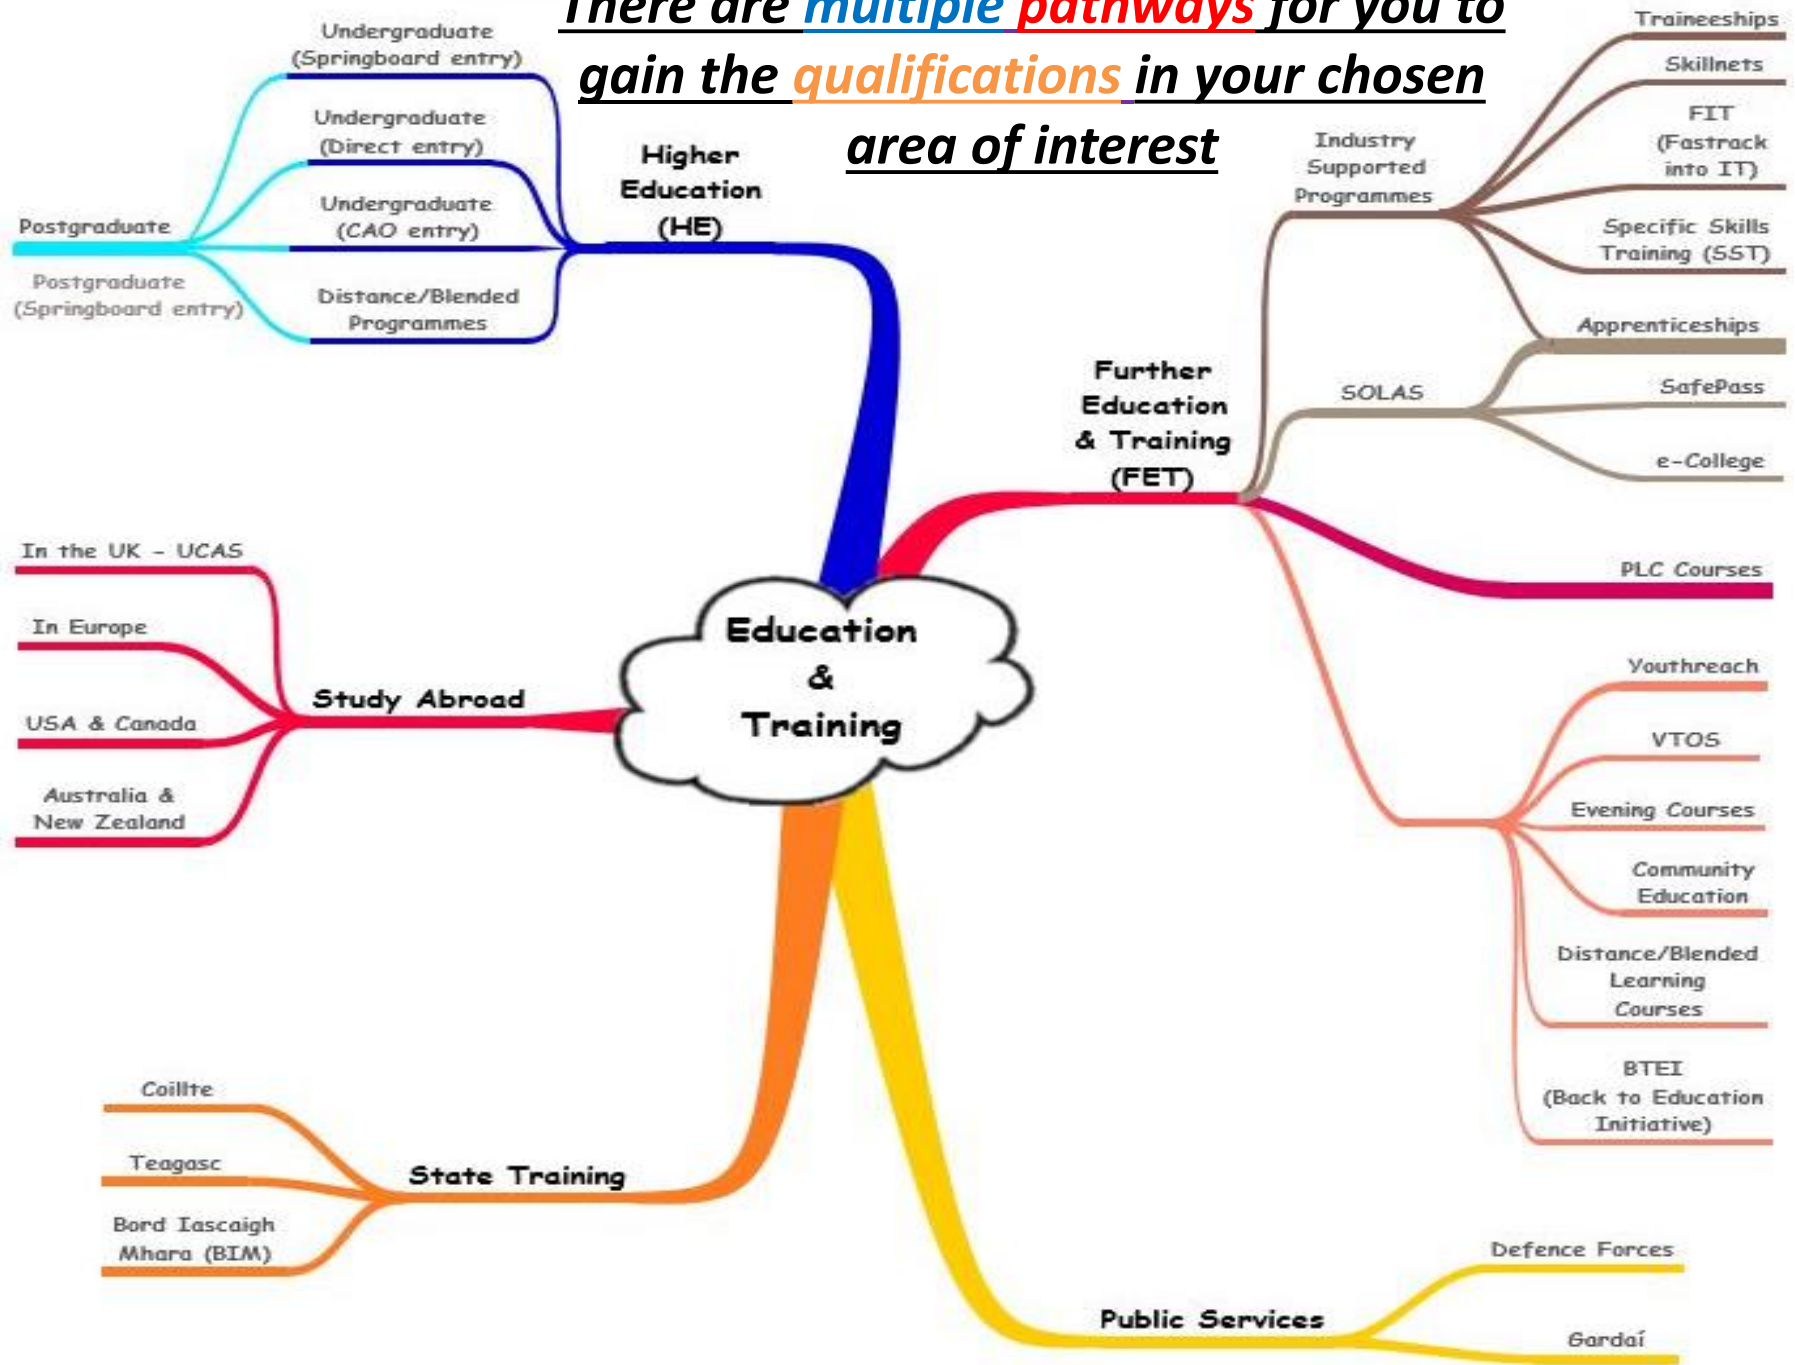 There are multiple pathways for you to
gain the qualifications in your chosen
area of interest
Undergraduate
(Springboard entry)
Undergraduate
(Direct entry)
Undergraduate
(CAO entry)
Distance/Blended
Programmes
Postgraduate
Postgraduate
(Springboard entry)
Higher
Education
(HE)
Industry
Supported
Programmes
Traineeships
Skillnets
FIT
(Fastrack
into IT)
Specific Skills
Training (SST)
Apprenticeships
SafePass
e-College
SOLAS
Further
Education
& Training
(FET)
PLC Courses
Youthreach
VTOS
Evening Courses
Community
Education
Distance/Blended
Learning
Courses
BTEI
(Back to Education
Initiative)
Education
&
Training
In the UK - UCAS
In Europe
USA & Canada
Australia &
New Zealand
Study Abroad
Coillte
Teagasc
Bord Iascaigh
Mhara (BIM)
State Training
Public Services
Defence Forces
Gardaí